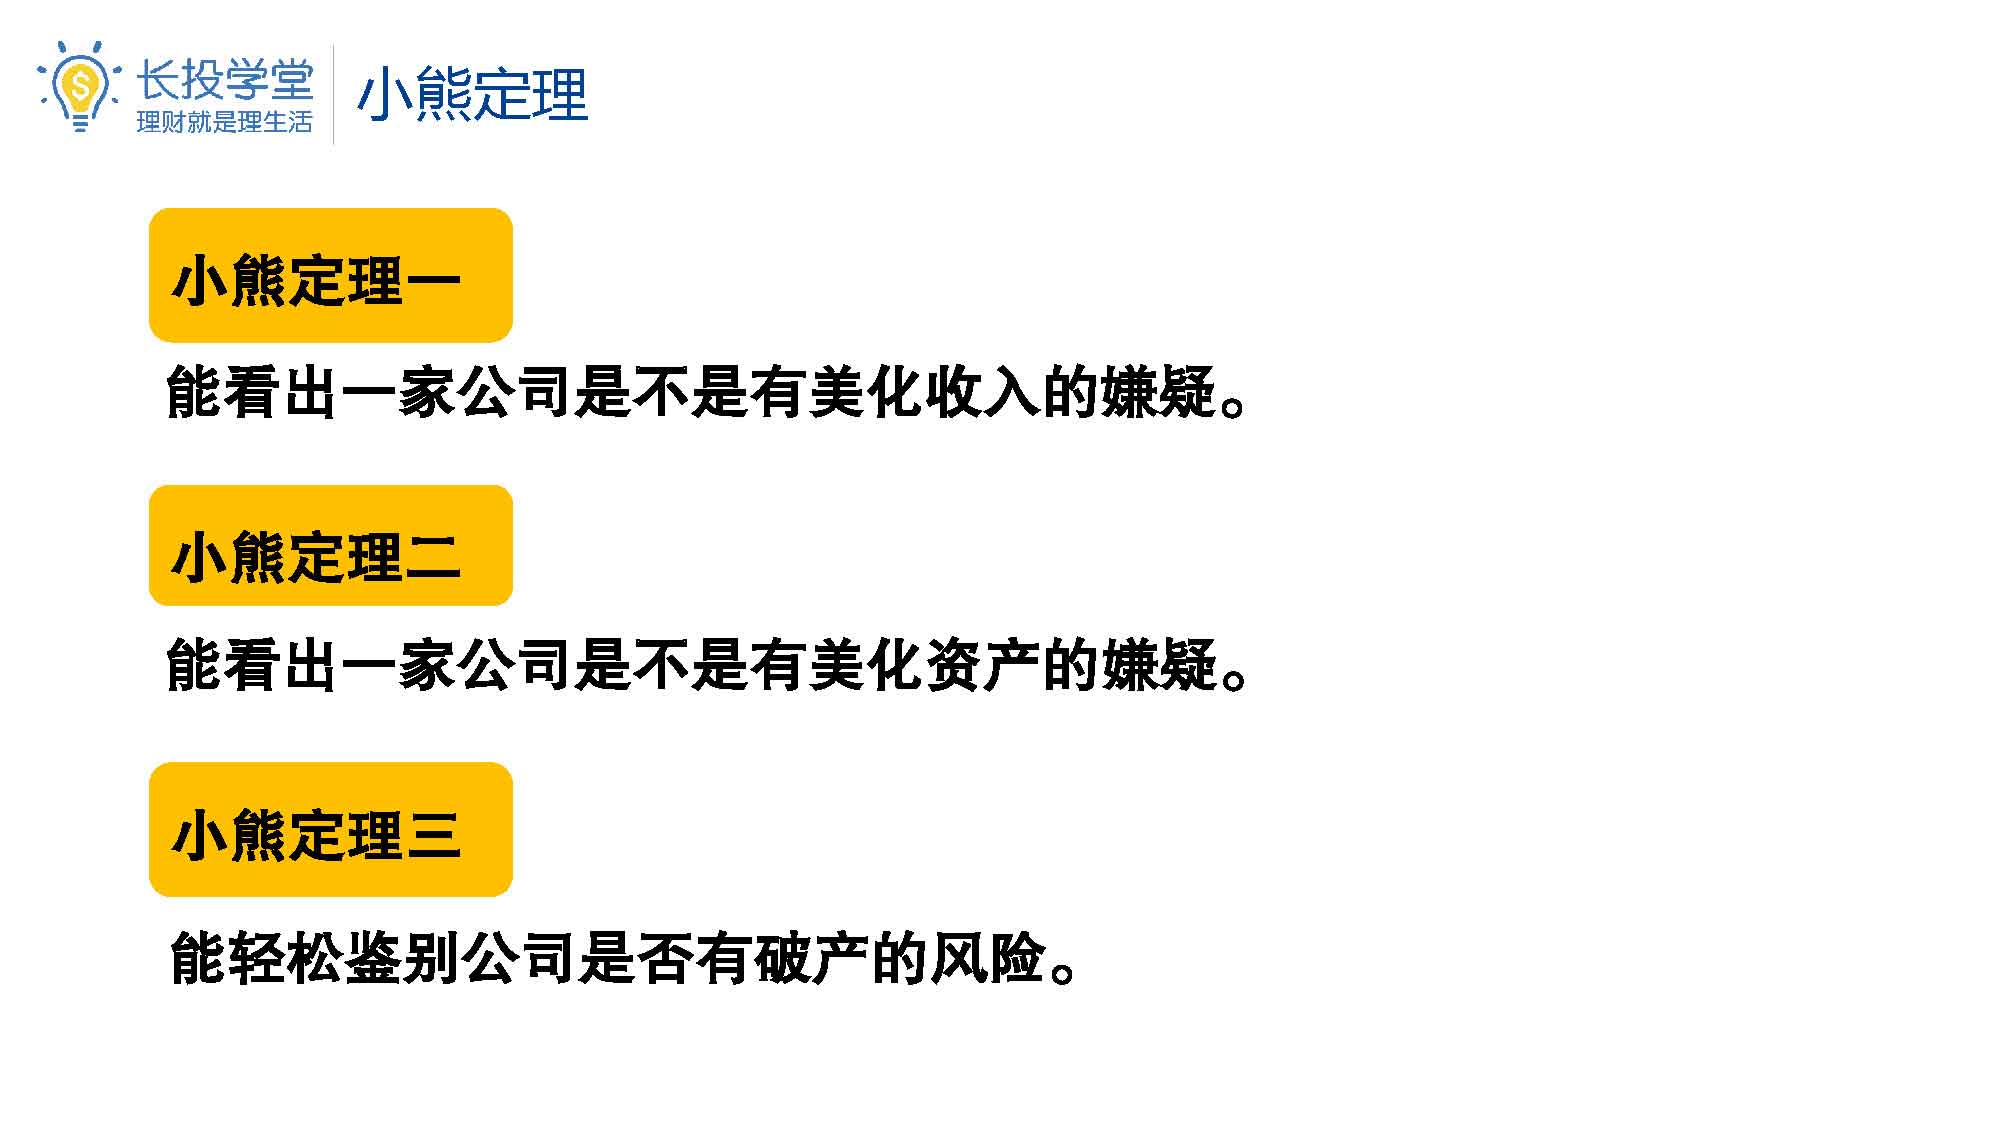 长投学堂
理财就是理生活
小熊定理
小熊定理一
能看出一家公司是不是有美化收入的嫌疑。
小熊定理二
能看出一家公司是不是有美化资产的嫌疑。
小熊定理三
能轻松鉴别公司是否有破产的风险。